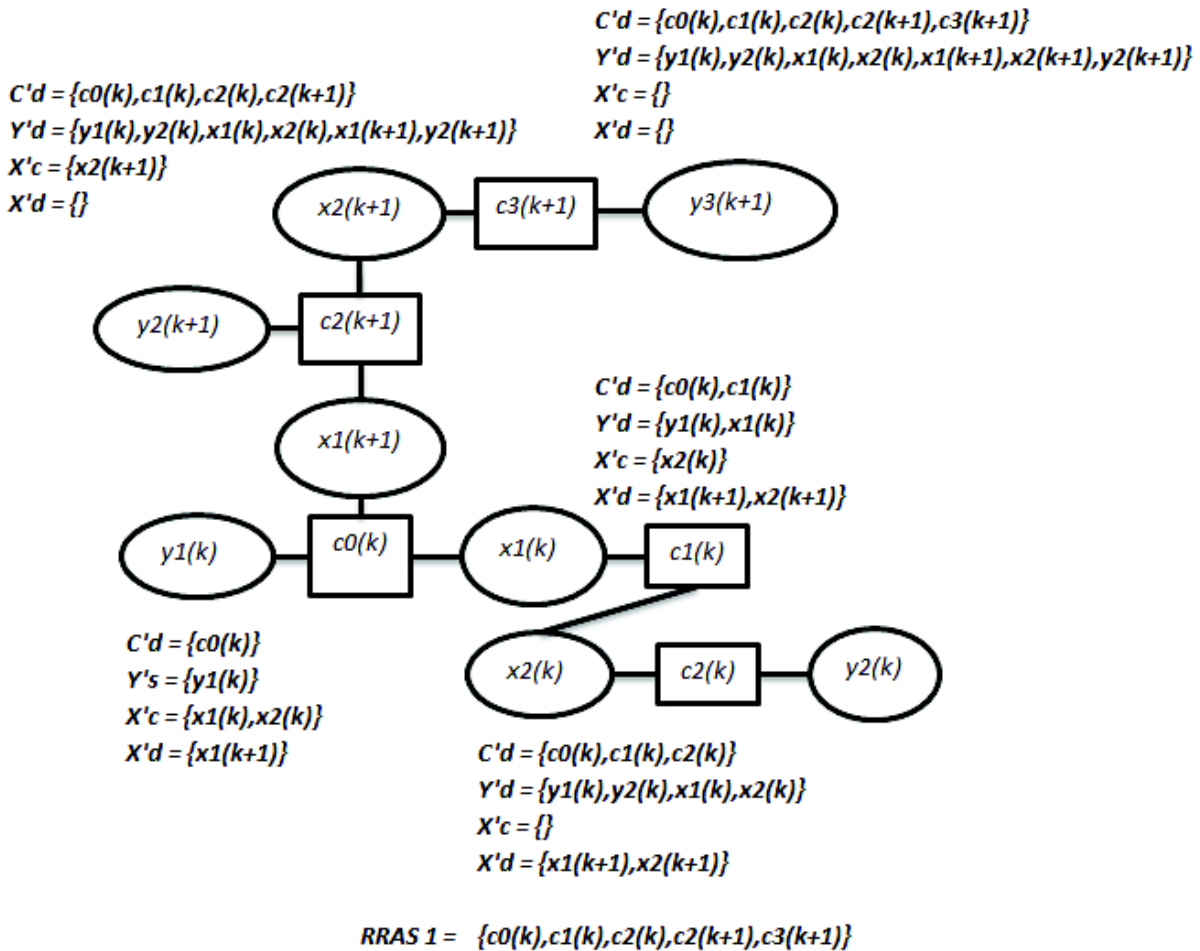 C'd = {c0(k),c1(k),c2(k),c2(k+1),c3(k+1)}
Y'd = {y1(k),y2(k),x1(k),x2(k),x1(k+1),x2(k+1),y2(k+1)}
X'c = {}
X'd = {}
C'd = {c0(k),c1(k),c2(k),c2(k+1)}
Y'd = {y1(k),y2(k),x1(k),x2(k),x1(k+1),y2(k+1)}
X'c = {x2(k+1)}
X'd = {}
x2(k+1)
c3(k+1)
y3(k+1)
y2(k+1)
c2(k+1)
x1(k+1)
C'd = {c0(k),c1(k)}
Y'd = {y1(k),x1(k)}
X'c = {x2(k)}
X'd = {x1(k+1),x2(k+1)}
y1(k)
c0(k)
x1(k)
c1(k)
C'd = {c0(k)}
Y's = {y1(k)}
X'c = {x1(k),x2(k)}
X'd = {x1(k+1)}
x2(k)
c2(k)
y2(k)
C'd = {c0(k),c1(k),c2(k)}
Y'd = {y1(k),y2(k),x1(k),x2(k)}
X'c = {}
X'd = {x1(k+1),x2(k+1)}
RRAS 1 = {c0(k),c1(k),c2(k),c2(k+1),c3(k+1)}